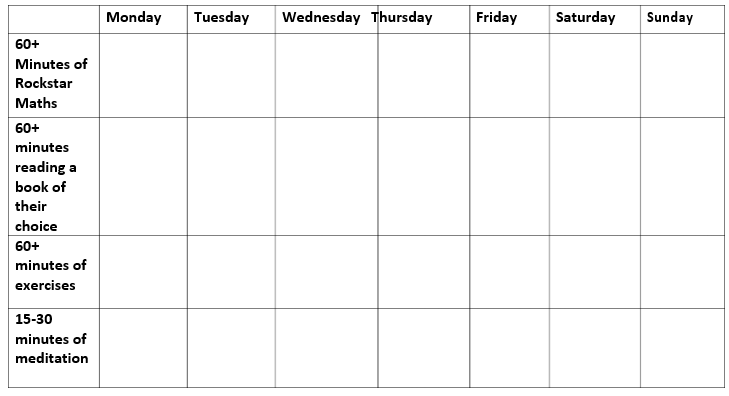 Monday Tuesday Wednesday Thursday Friday Saturday Sunday
60+
Minutes of
Rockstar
Maths
60+
minutes
reading a
book of
their
choice
60+
minutes of
exercises
15-30
minutes of
meditation